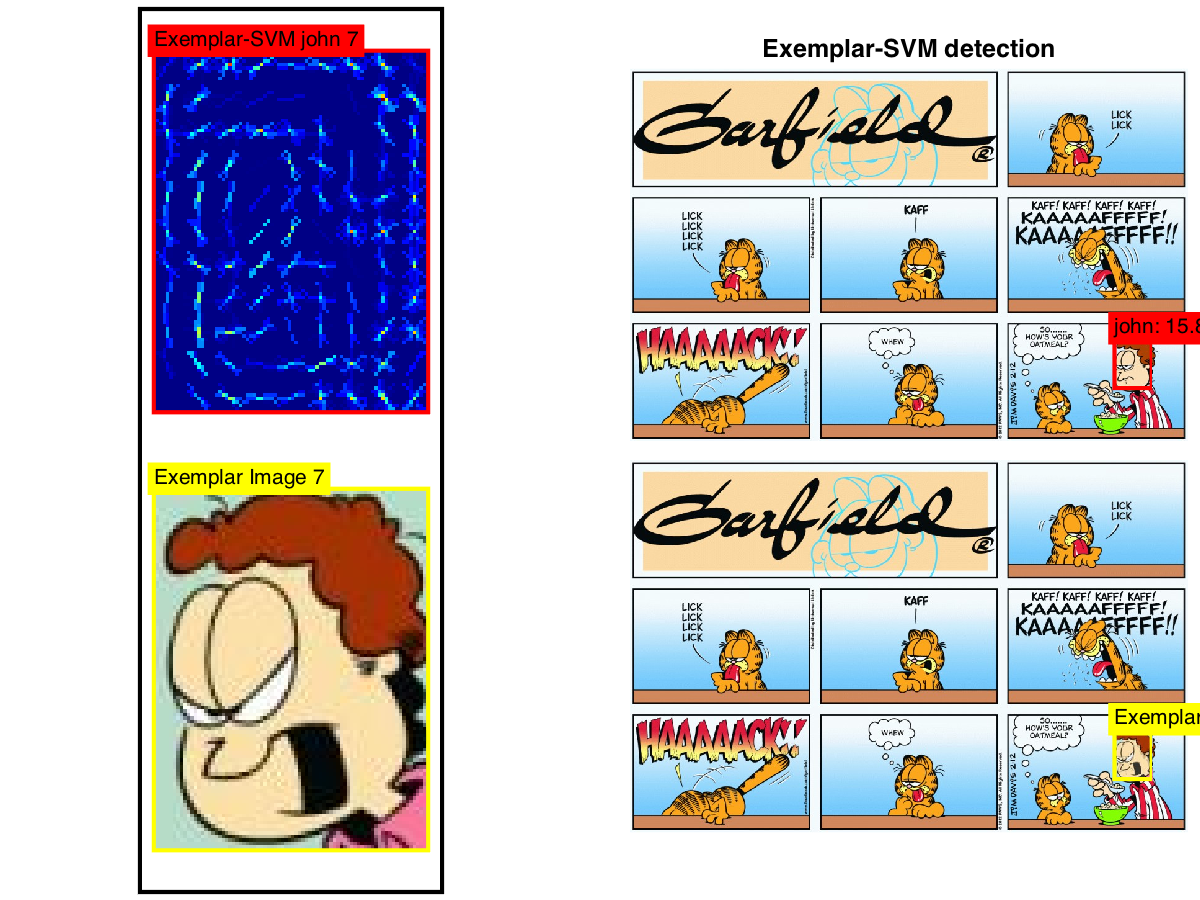 Exemplar-SVM john 7
Exemplar Image 7
Exemplar-SVM detection
Garfield
®
LICK
LICK
LICK
LICK
LICK
LICK
KAFF
KAFF! KAFF! KAFF! KAFF!
KAAAAAFFFFF!
KAAAAAFFFFF!!
HAAAAACK!!
WHEW
SO......
HOW'S YOUR
OATMEAL?
JIM DAVIS 2·12
john: 15.8
Garfield
®
LICK
LICK
LICK
LICK
LICK
LICK
KAFF
KAFF! KAFF! KAFF! KAFF!
KAAAAAFFFFF!
KAAAAAFFFFF!!
HAAAAACK!!
WHEW
SO......
HOW'S YOUR
OATMEAL?
JIM DAVIS 2·12
Exemplar